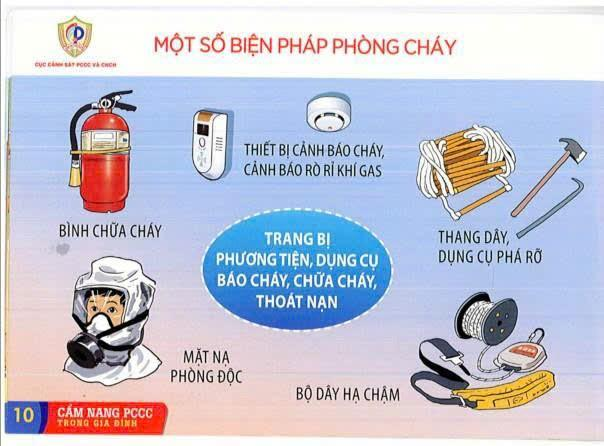 CỤC CẢNH SÁT PCCC VÀ CNCH
MỘT SỐ BIỆN PHÁP PHÒNG CHÁY
THIẾT BỊ CẢNH BÁO CHÁY,
CẢNH BÁO RÒ RỈ KHÍ GAS
BÌNH CHỮA CHÁY
THANG DÂY,
DỤNG CỤ PHÁ RỠ
TRANG BỊ
PHƯƠNG TIỆN, DỤNG CỤ
BÁO CHÁY, CHỮA CHÁY,
THOÁT NẠN
MẶT NẠ
PHÒNG ĐỘC
BỘ DÂY HẠ CHẬM
10
CẨM NANG PCCC
TRONG GIA ĐÌNH